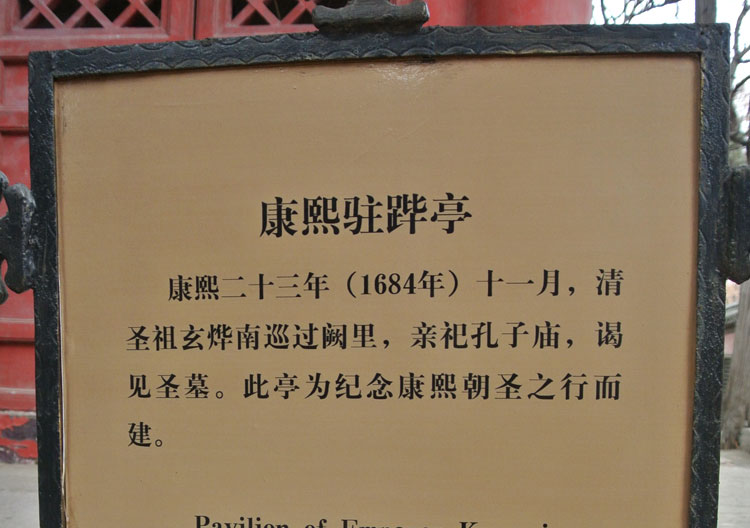 康熙驻跸亭
康熙二十三年（1684年）十一月，清
圣祖玄烨南巡过阙里，亲祀孔子庙，谒
见圣墓。此亭为纪念康熙朝圣之行而
建。
Pavilion of